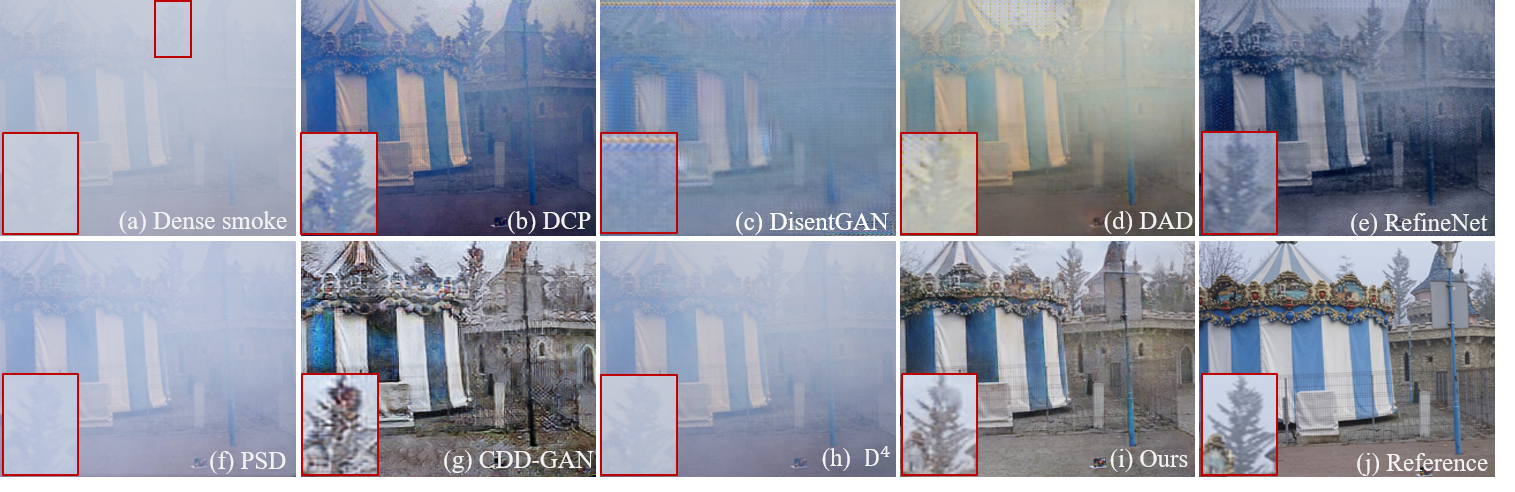 (a) Dense smoke
(b) DCP
(c) DisentGAN
(d) DAD
(e) RefineNet
(f) PSD
(g) CDD-GAN
(h) D⁴
(i) Ours
(j) Reference